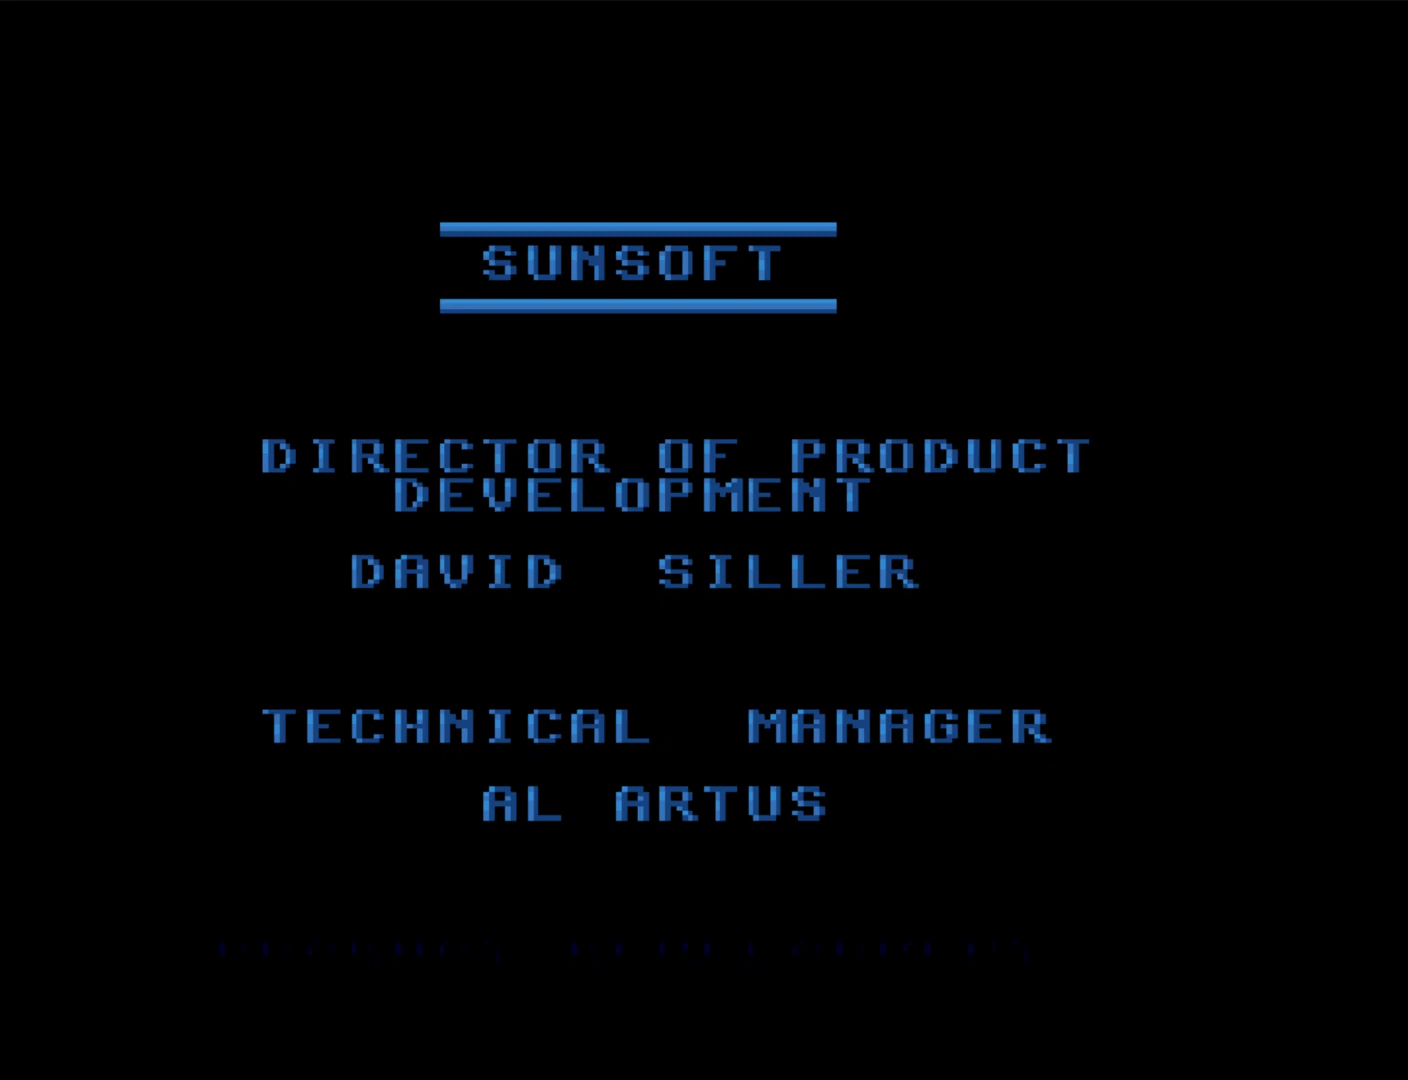 SUNSOFT
DIRECTOR OF PRODUCT
DEVELOPMENT
DAVID SILLER
TECHNICAL MANAGER
AL ARTUS